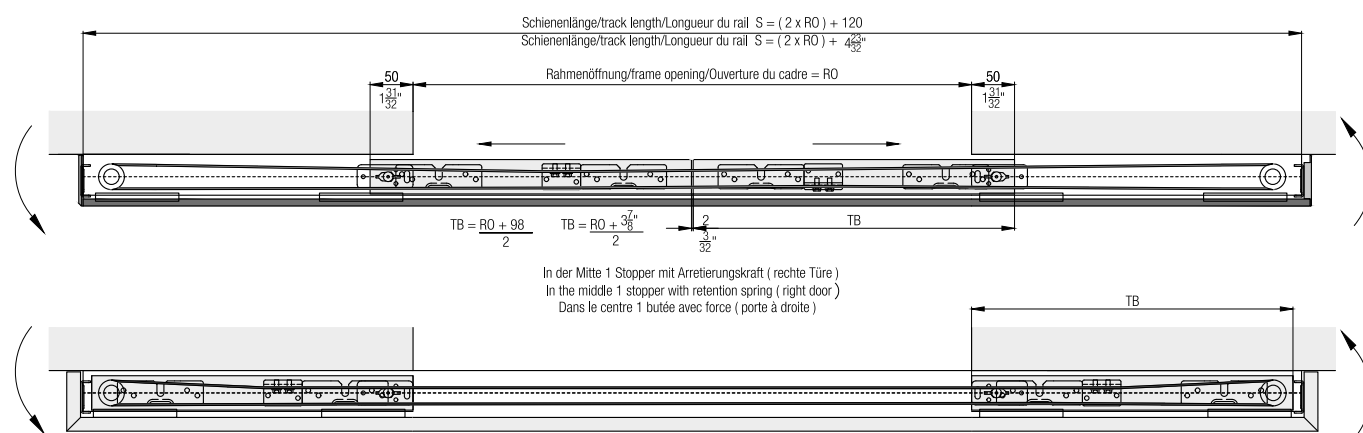 Schienenlänge/track length/Longueur du rail S = ( 2 x RO ) + 120
Schienenlänge/track length/Longueur du rail S = ( 2 x RO ) + 4 23/32"
50
Rahmenöffnung/frame opening/Ouverture du cadre = RO
50
1 31/32"
1 31/32"
TB = RO + 98 / 2
TB = RO + 3 7/8" / 2
2
3/32"
TB
In der Mitte 1 Stopper mit Arretierungskraft ( rechte Türe )
In the middle 1 stopper with retention spring ( right door )
Dans le centre 1 butée avec force ( porte à droite )
TB